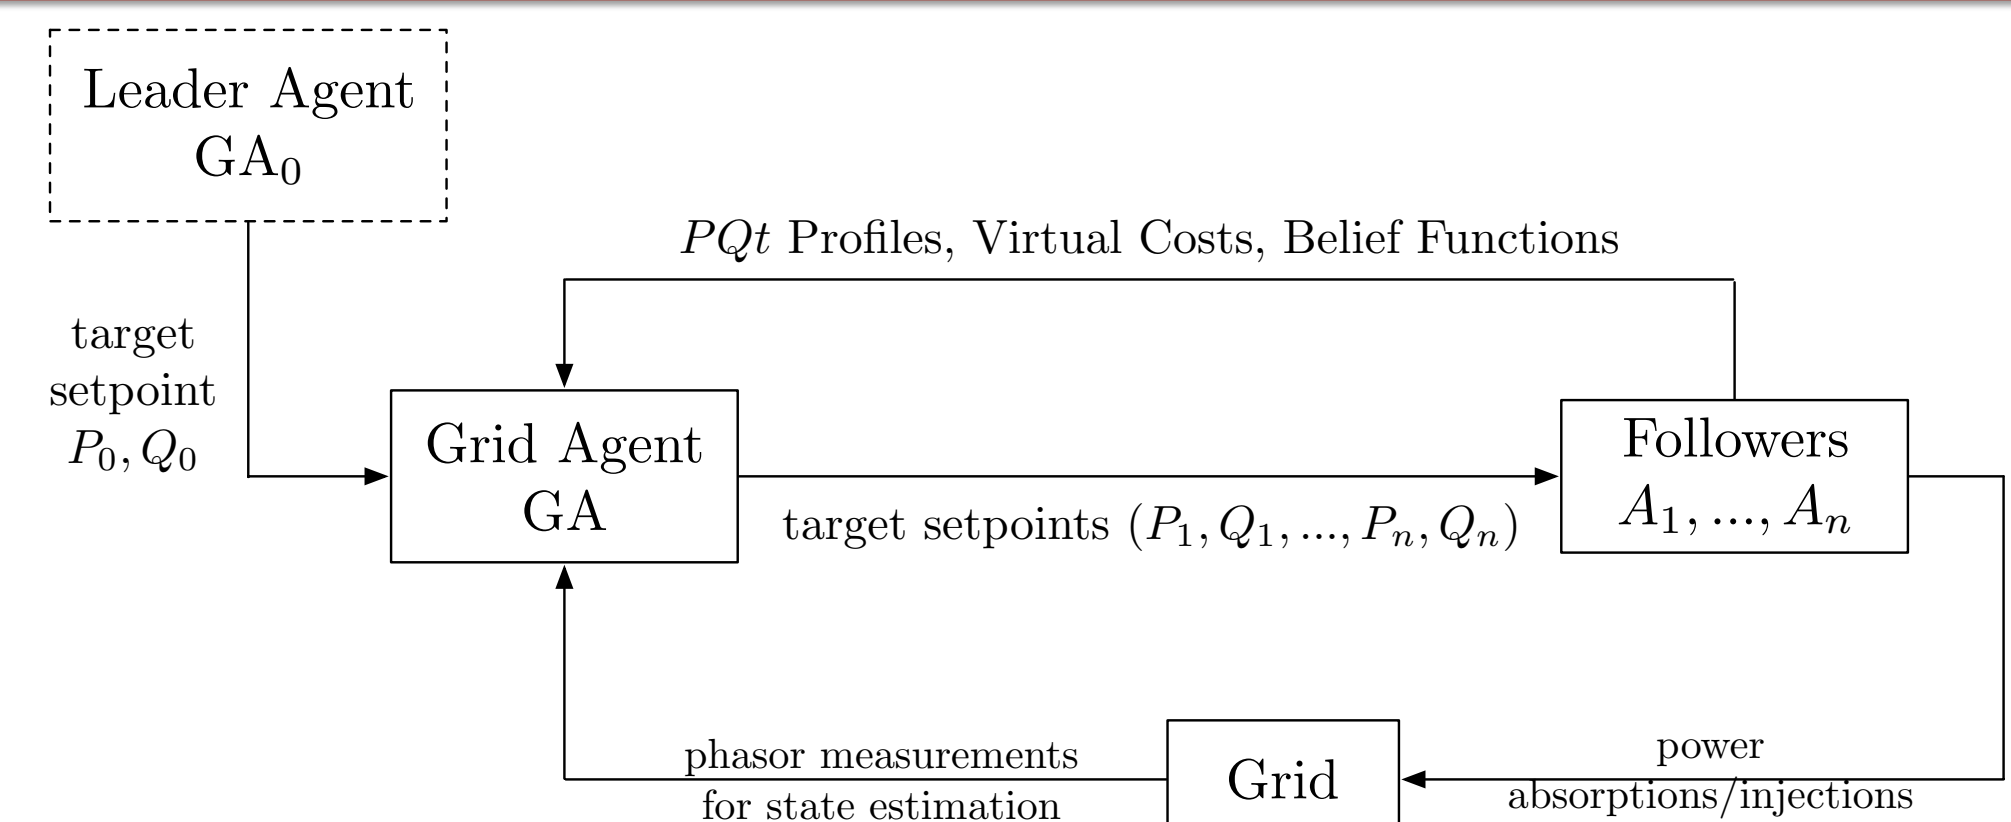 Leader Agent
GA₀
PQt Profiles, Virtual Costs, Belief Functions
target
setpoint
P₀, Q₀
Grid Agent
GA
target setpoints (P₁, Q₁, ..., Pₙ, Qₙ)
Followers
A₁, ..., Aₙ
phasor measurements
for state estimation
Grid
power
absorptions/injections